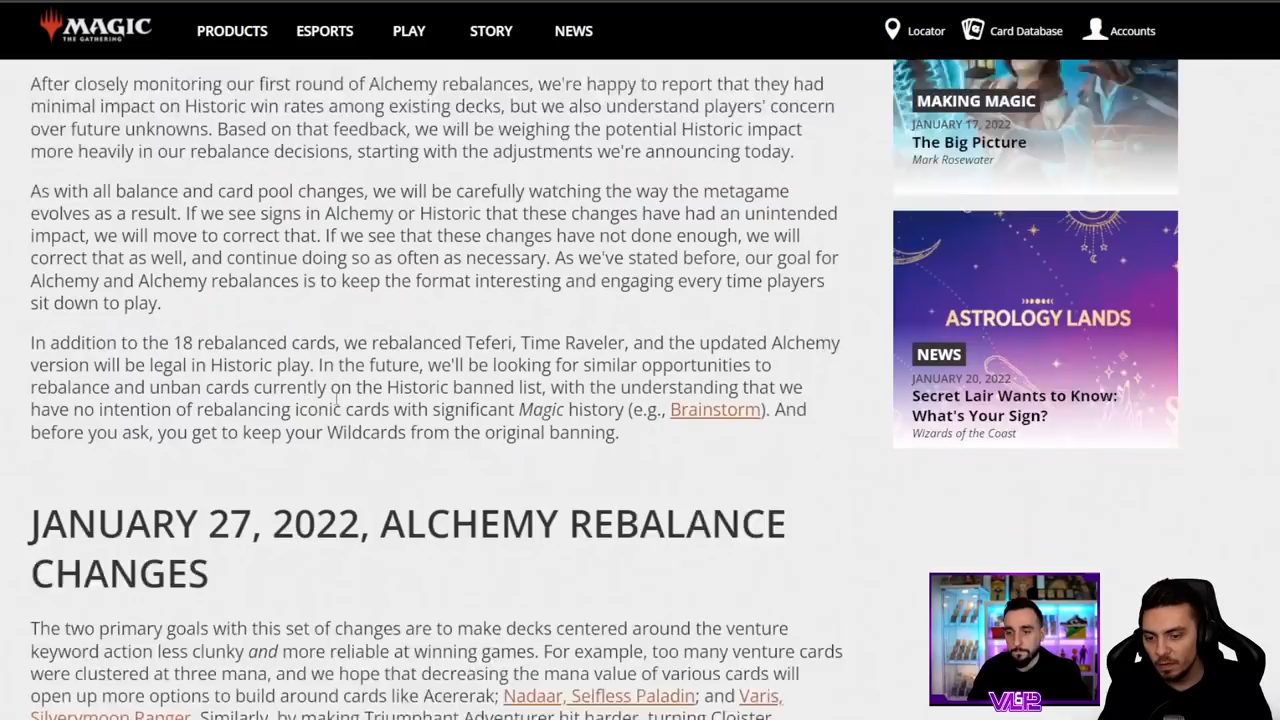 MAGIC
THE GATHERING
PRODUCTS
ESPORTS
PLAY
STORY
NEWS
Locator
Card Database
Accounts
After closely monitoring our first round of Alchemy rebalances, we're happy to report that they had
minimal impact on Historic win rates among existing decks, but we also understand players' concern
over future unknowns. Based on that feedback, we will be weighing the potential Historic impact
more heavily in our rebalance decisions, starting with the adjustments we're announcing today.
As with all balance and card pool changes, we will be carefully watching the way the metagame
evolves as a result. If we see signs in Alchemy or Historic that these changes have had an unintended
impact, we will move to correct that. If we see that these changes have not done enough, we will
correct that as well, and continue doing so as often as necessary. As we've stated before, our goal for
Alchemy and Alchemy rebalances is to keep the format interesting and engaging every time players
sit down to play.
In addition to the 18 rebalanced cards, we rebalanced Teferi, Time Raveler, and the updated Alchemy
version will be legal in Historic play. In the future, we'll be looking for similar opportunities to
rebalance and unban cards currently on the Historic banned list, with the understanding that we
have no intention of rebalancing iconic cards with significant Magic history (e.g., Brainstorm). And
before you ask, you get to keep your Wildcards from the original banning.
JANUARY 27, 2022, ALCHEMY REBALANCE
CHANGES
The two primary goals with this set of changes are to make decks centered around the venture
keyword action less clunky and more reliable at winning games. For example, too many venture cards
were clustered at three mana, and we hope that decreasing the mana value of various cards will
open up more options to build around cards like Acererak; Nadaar, Selfless Paladin; and Varis,
Silverymoon Ranger. Similarly, by making Triumphant Adventurer hit harder, turning Cloister
MAKING MAGIC
JANUARY 17, 2022
The Big Picture
Mark Rosewater
ASTROLOGY LANDS
NEWS
JANUARY 20, 2022
Secret Lair Wants to Know:
What's Your Sign?
Wizards of the Coast